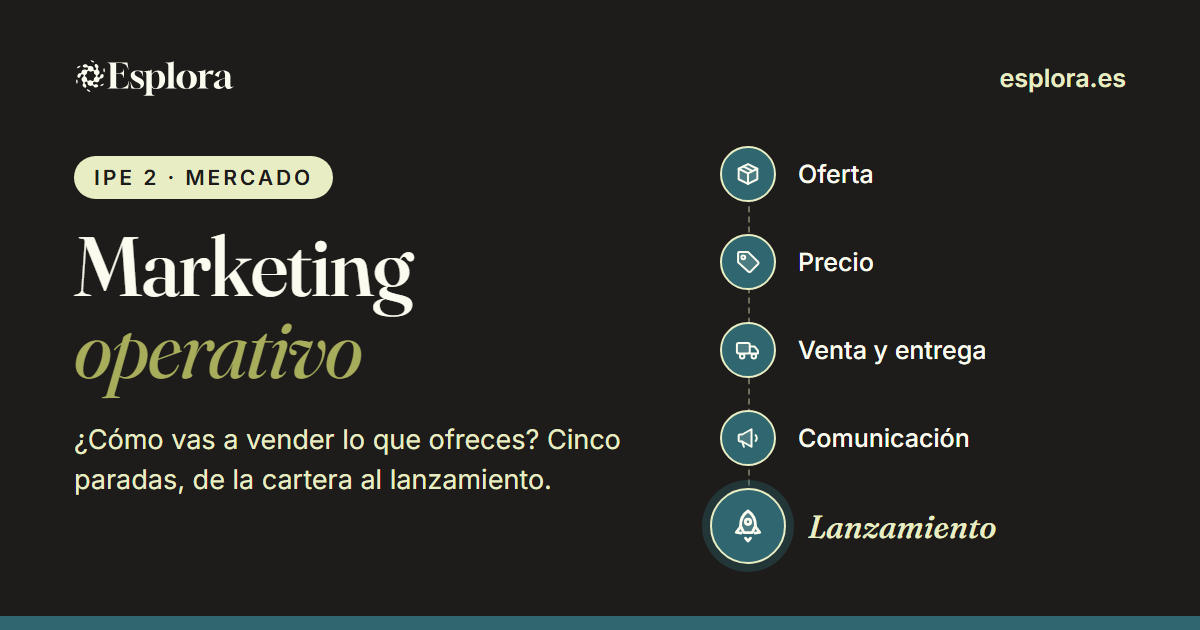 Esplora
esplora.es
IPE 2 · MERCADO
Marketing
operativo
¿Cómo vas a vender lo que ofreces? Cinco
paradas, de la cartera al lanzamiento.
Oferta
Precio
Venta y entrega
Comunicación
Lanzamiento